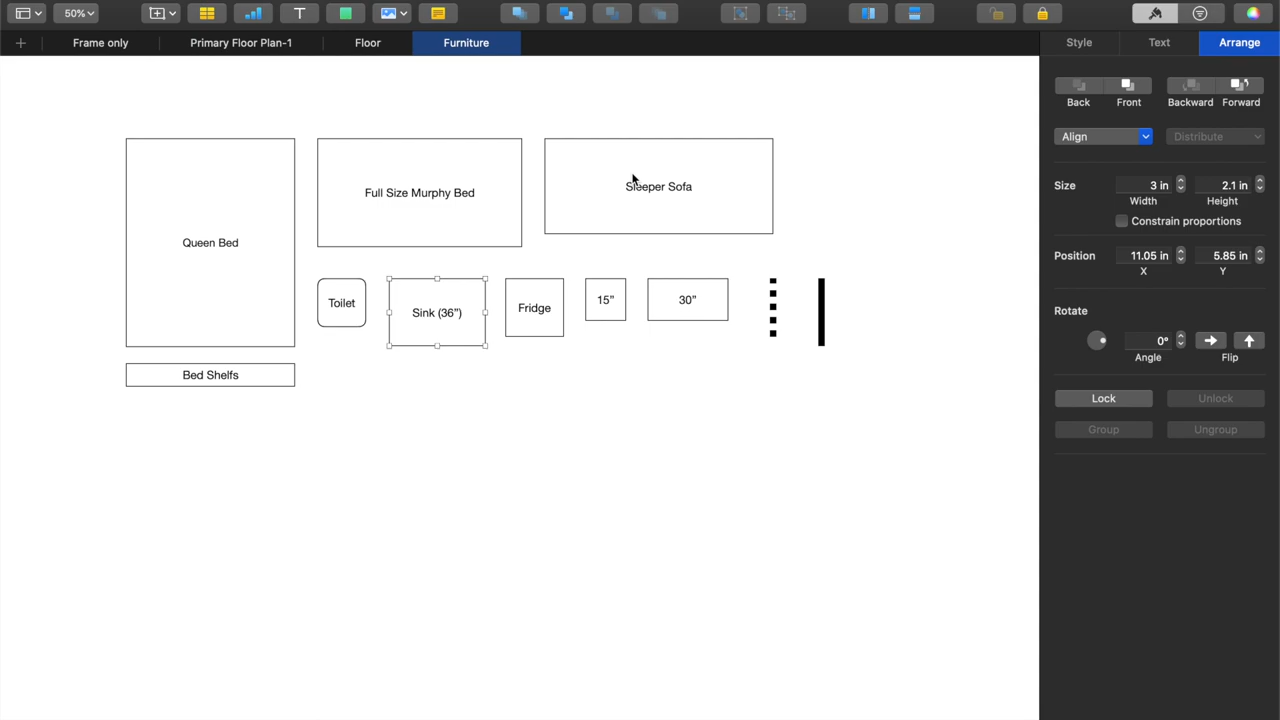 50%
T
Frame only
Primary Floor Plan-1
Floor
Furniture
Style
Text
Arrange
Back
Front
Backward
Forward
Align
Distribute
Size
3 in
2.1 in
Width
Height
Constrain proportions
Position
11.05 in
5.85 in
X
Y
Rotate
0°
Angle
Flip
Lock
Unlock
Group
Ungroup
Queen Bed
Full Size Murphy Bed
Sleeper Sofa
Toilet
Sink (36”)
Fridge
15”
30”
Bed Shelfs